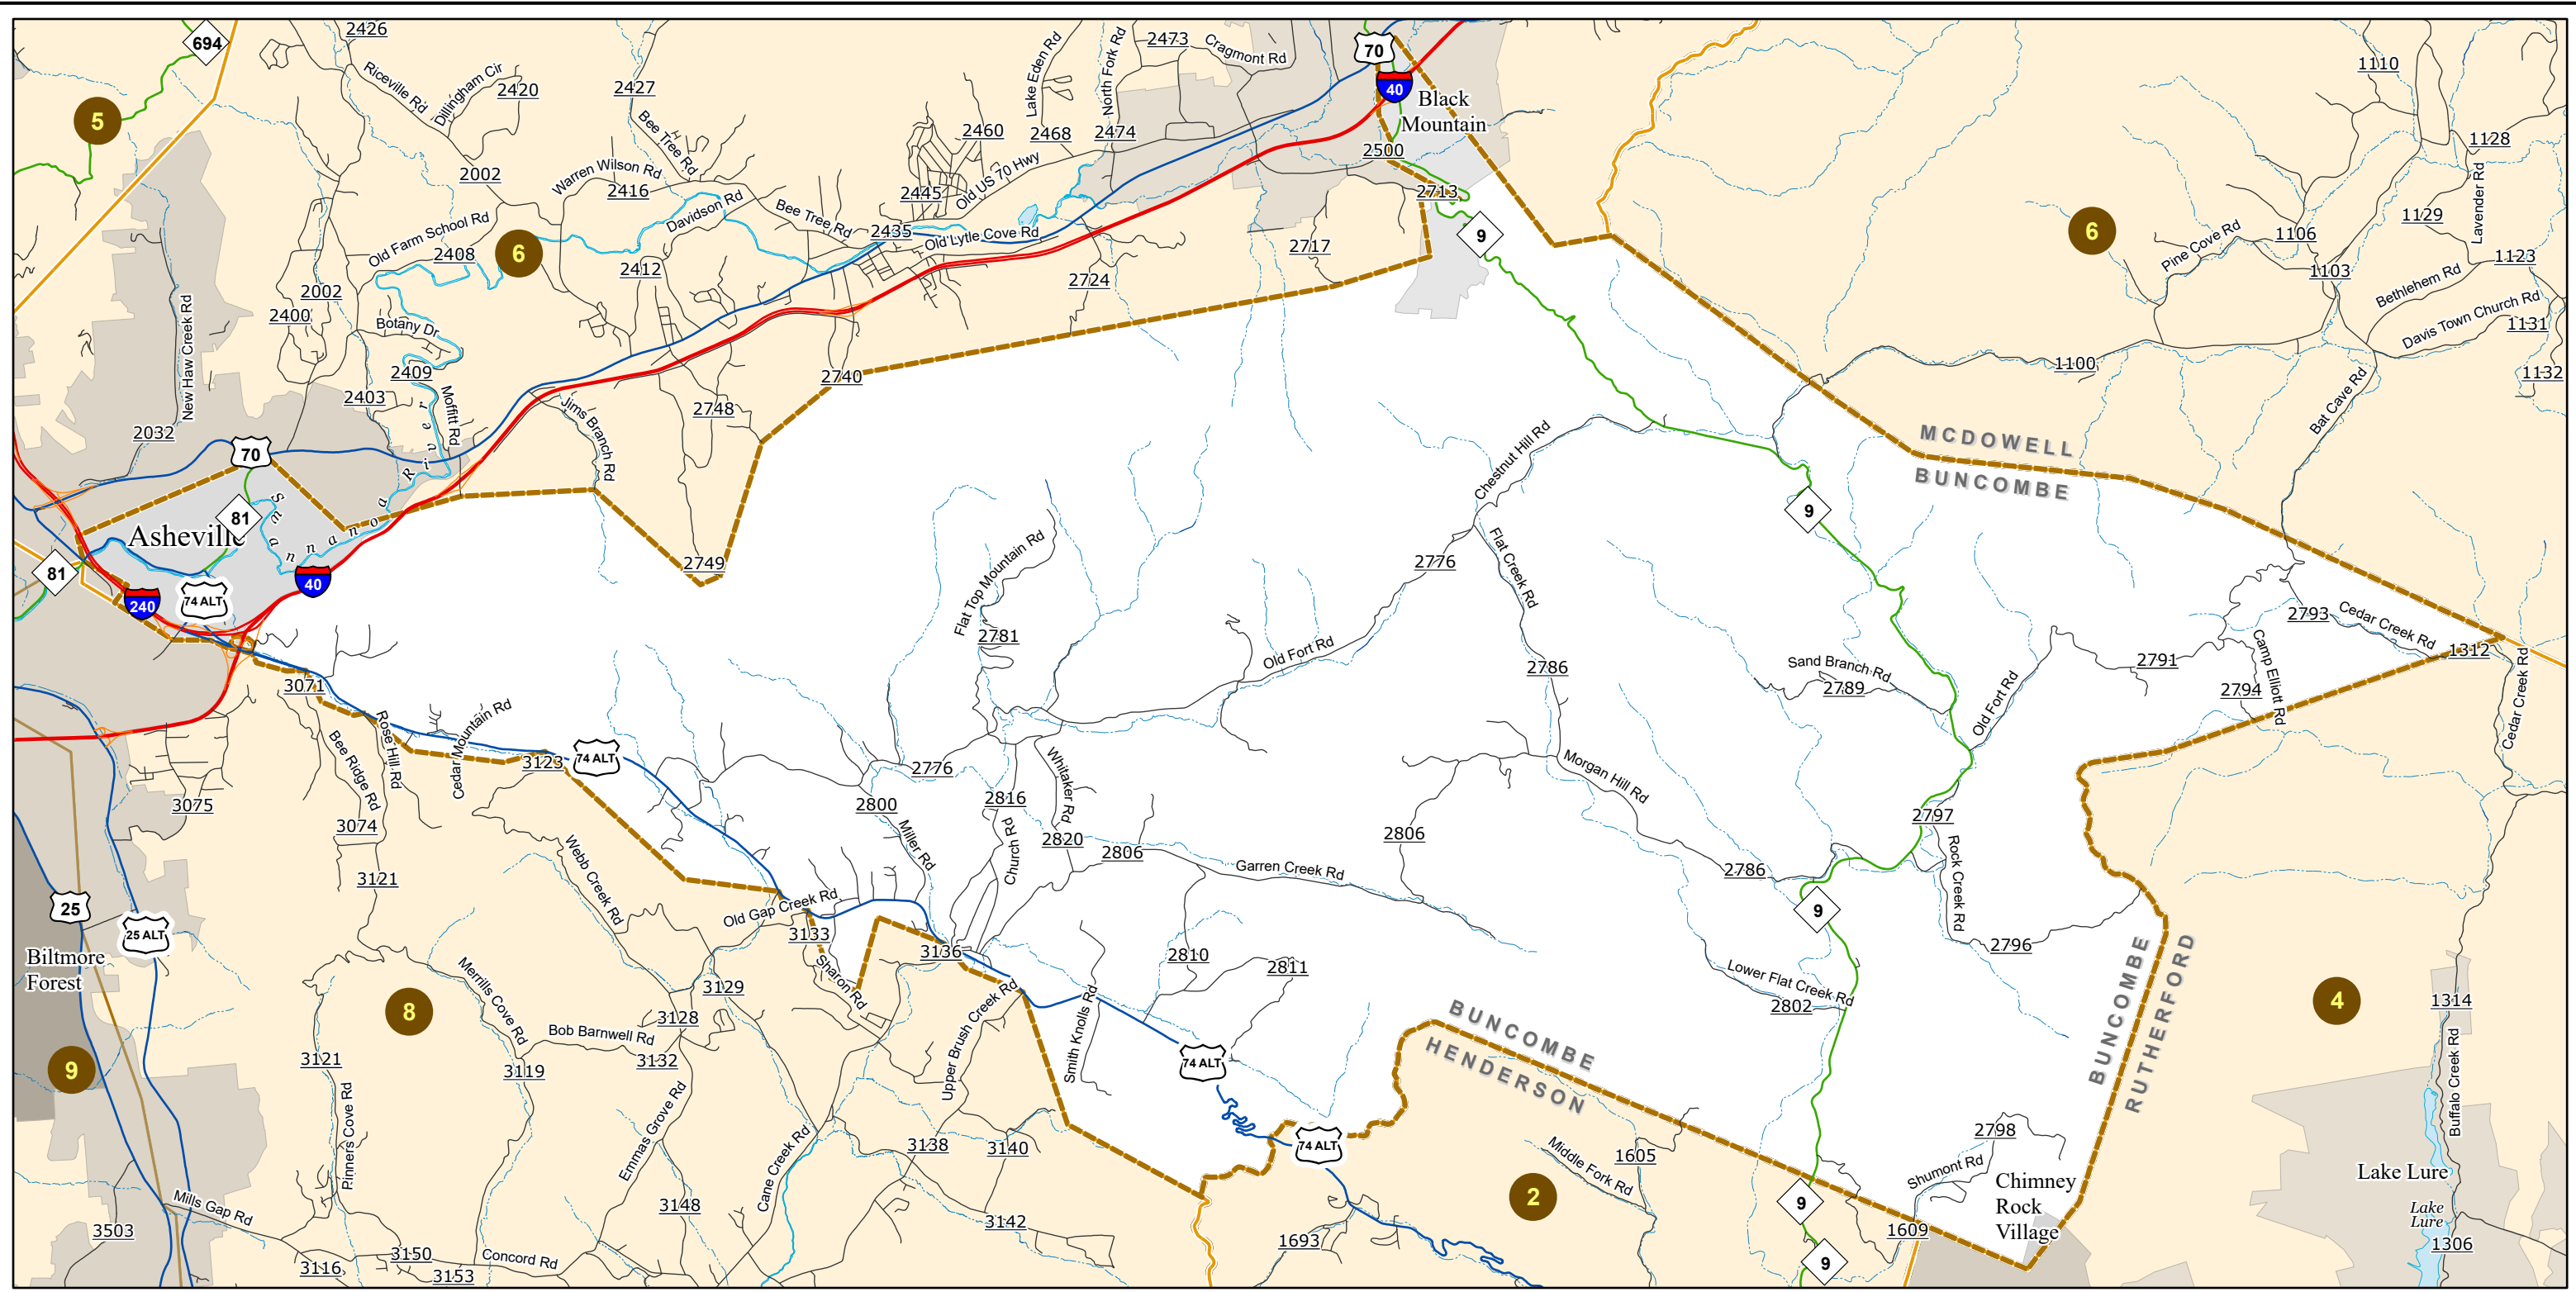 694
2426
Riceville Rd
Dillingham Cir
2420
2427
Bee Tree Rd
Lake Eden Rd
North Fork Rd
2473
Cragmont Rd
70
40
Black
Mountain
1110
5
2460
2468
2474
2500
1128
Lavender Rd
2002
Warren Wilson Rd
2416
2445
Old US 70 Hwy
2713
1129
Old Farm School Rd
6
Davidson Rd
Bee Tree Rd
2435
Old Lytle Cove Rd
2717
9
6
Pine Cove Rd
1106
1103
1123
Bethlehem Rd
2408
2412
2724
2002
2400
Botany Dr
New Haw Creek Rd
Davis Town Church Rd
1131
1100
1132
2409
2403
Moffitt Rd
2740
2748
Jims Branch Rd
2032
Bat Cave Rd
70
MCDOWELL
BUNCOMBE
Chestnut Hill Rd
81
Swannanoa River
Asheville
9
81
240
74 ALT
40
2749
Flat Top Mountain Rd
2776
Flat Creek Rd
2781
Old Fort Rd
2793
Cedar Creek Rd
1312
3071
2786
Sand Branch Rd
2789
2791
Camp Elliott Rd
2794
Old Fort Rd
Cedar Creek Rd
Rose Hill Rd
Bee Ridge Rd
Cedar Mountain Rd
3123
74 ALT
2776
Whitaker Rd
Morgan Hill Rd
3075
3074
2800
2816
2797
Miller Rd
Church Rd
2820
2806
2806
Webb Creek Rd
Garren Creek Rd
2786
Rock Creek Rd
3121
25
25 ALT
Old Gap Creek Rd
3133
3136
9
2796
Biltmore
Forest
Merrills Cove Rd
Sharon Rd
2810
2811
Lower Flat Creek Rd
2802
BUNCOMBE
RUTHERFORD
3129
8
3128
Bob Barnwell Rd
3132
Upper Brush Creek Rd
Smith Knolls Rd
BUNCOMBE
HENDERSON
4
1314
9
3121
3119
74 ALT
Buffalo Creek Rd
Pinners Cove Rd
Emmas Grove Rd
Cane Creek Rd
3138
3140
74 ALT
Middle Fork Rd
1605
2798
Shumont Rd
Chimney
Rock
Village
Lake Lure
2
9
Mills Gap Rd
3148
3142
1693
1609
Lake
Lure
3503
3150
Concord Rd
3116
3153
9
1306